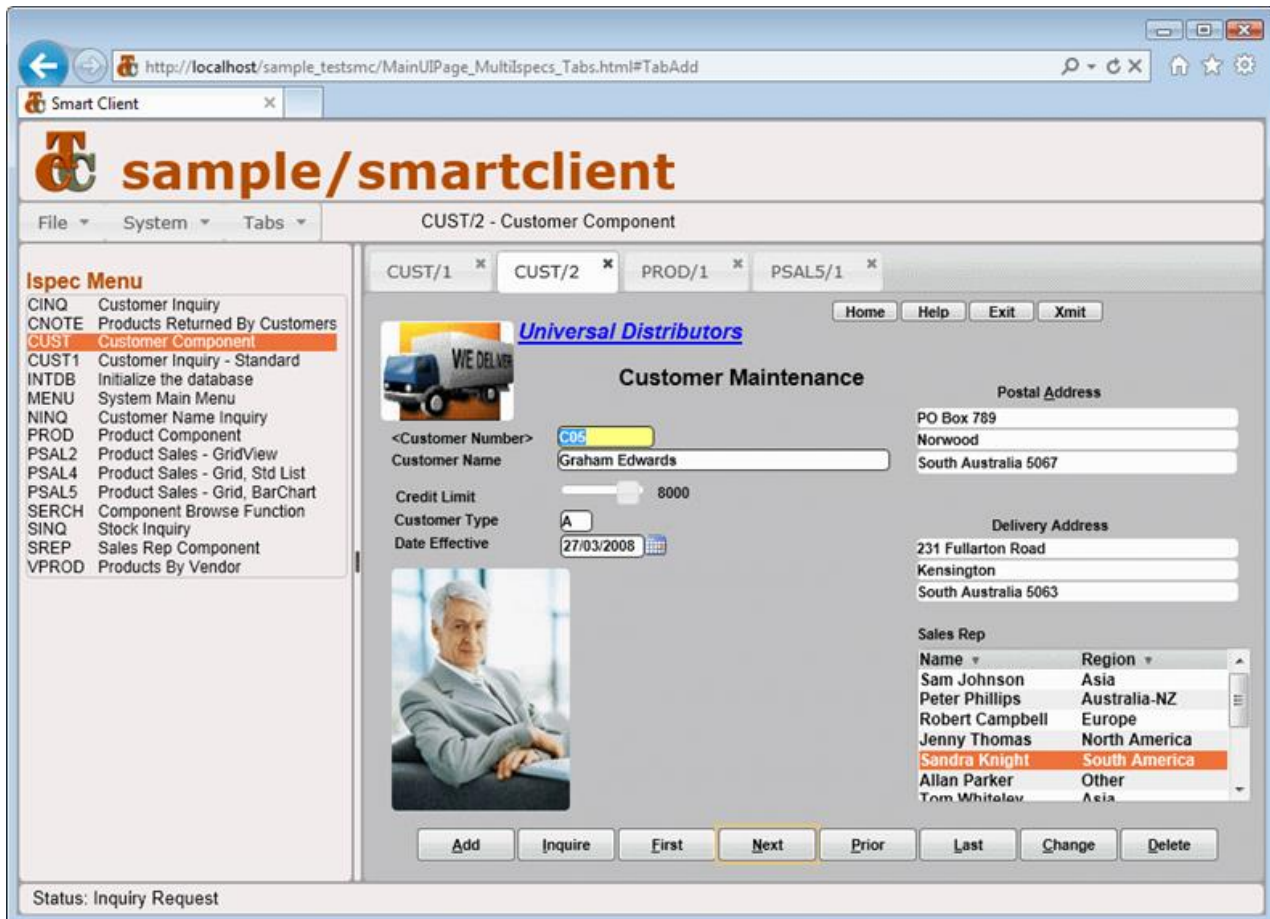 http://localhost/sample_testsmc/MainUIPage_MultiIspecs_Tabs.html#TabAdd
Smart Client
sample/smartclient
File System Tabs
CUST/2 - Customer Component
Ispec Menu
CINQ Customer Inquiry
CNOTE Products Returned By Customers
CUST Customer Component
CUST1 Customer Inquiry - Standard
INTDB Initialize the database
MENU System Main Menu
NINQ Customer Name Inquiry
PROD Product Component
PSAL2 Product Sales - GridView
PSAL4 Product Sales - Grid, Std List
PSAL5 Product Sales - Grid, BarChart
SERCH Component Browse Function
SINQ Stock Inquiry
SREP Sales Rep Component
VPROD Products By Vendor
CUST/1 CUST/2 PROD/1 PSAL5/1
Home Help Exit Xmit
Universal Distributors
WE DELIVER
Customer Maintenance
<Customer Number> C05
Customer Name Graham Edwards
Credit Limit 8000
Customer Type A
Date Effective 27/03/2008
Postal Address
PO Box 789
Norwood
South Australia 5067
Delivery Address
231 Fullarton Road
Kensington
South Australia 5063
Sales Rep
Name Region
Sam Johnson Asia
Peter Phillips Australia-NZ
Robert Campbell Europe
Jenny Thomas North America
Sandra Knight South America
Allan Parker Other
Tom Whiteley Asia
Add Inquire First Next Prior Last Change Delete
Status: Inquiry Request